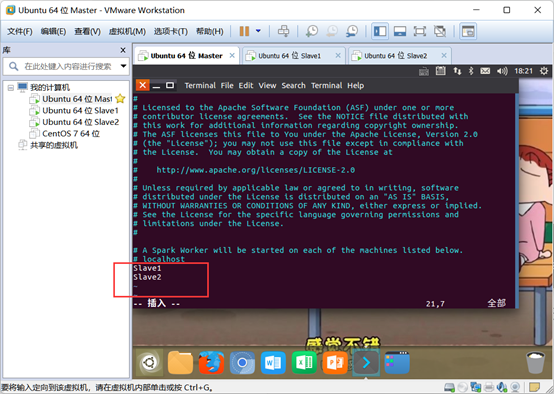 Ubuntu 64 位 Master - VMware Workstation
文件(F) 编辑(E) 查看(V) 虚拟机(M) 选项卡(T) 帮助(H)
库
在此处键入内容进行搜索
我的计算机
Ubuntu 64 位 Mast
Ubuntu 64 位 Slave1
Ubuntu 64 位 Slave2
CentOS 7 64 位
共享的虚拟机
Ubuntu 64 位 Master
Ubuntu 64 位 Slave1
Ubuntu 64 位 Slave2
18:21
Terminal File Edit View Search Terminal Help
#
# Licensed to the Apache Software Foundation (ASF) under one or more
# contributor license agreements.  See the NOTICE file distributed with
# this work for additional information regarding copyright ownership.
# The ASF licenses this file to You under the Apache License, Version 2.0
# (the "License"); you may not use this file except in compliance with
# the License.  You may obtain a copy of the License at
#
#    http://www.apache.org/licenses/LICENSE-2.0
#
# Unless required by applicable law or agreed to in writing, software
# distributed under the License is distributed on an "AS IS" BASIS,
# WITHOUT WARRANTIES OR CONDITIONS OF ANY KIND, either express or implied.
# See the License for the specific language governing permissions and
# limitations under the License.
#
# A Spark Worker will be started on each of the machines listed below.
# localhost
Slave1
Slave2
~
-- 插入 -- 21,7 全部
感觉不错
要将输入定向到该虚拟机，请在虚拟机内部单击或按 Ctrl+G。